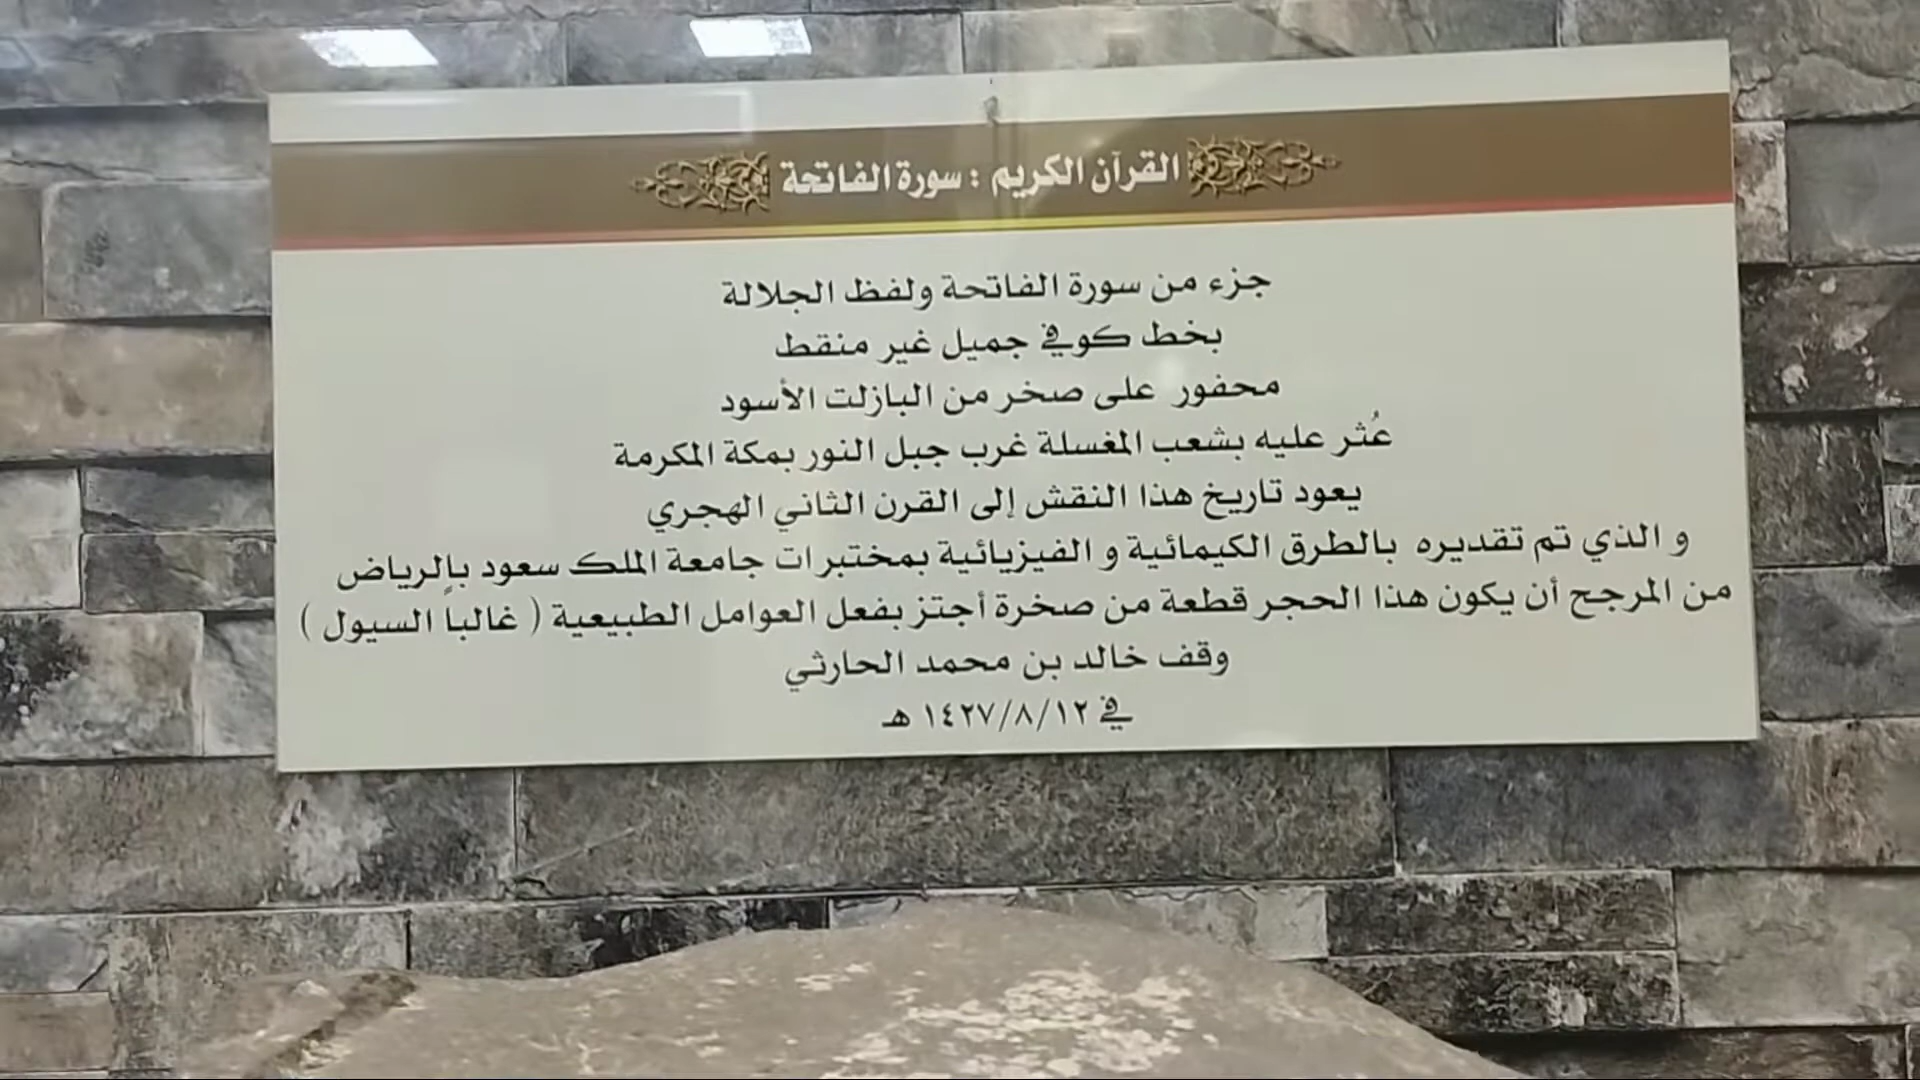 القرآن الكريم : سورة الفاتحة
جزء من سورة الفاتحة ولفظ الجلالة
بخط كوفي جميل غير منقط
محفور على صخر من البازلت الأسود
عُثر عليه بشعب المغسلة غرب جبل النور بمكة المكرمة
يعود تاريخ هذا النقش إلى القرن الثاني الهجري
و الذي تم تقديره بالطرق الكيمائية و الفيزيائية بمختبرات جامعة الملك سعود بالرياض
من المرجح أن يكون هذا الحجر قطعة من صخرة أجتز بفعل العوامل الطبيعية ( غالباً السيول )
وقف خالد بن محمد الحارثي
في ١٤٢٧/٨/١٢ هـ